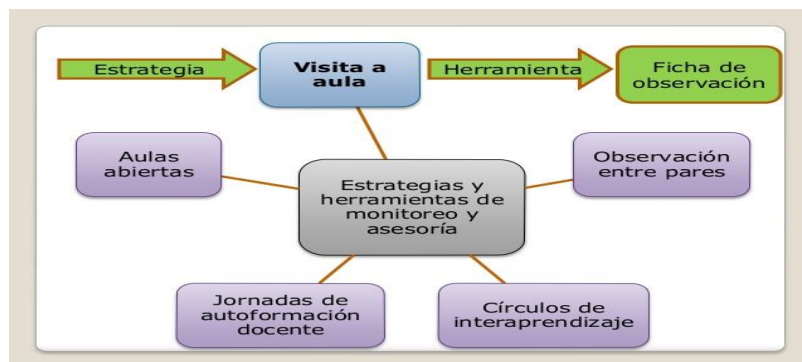 Estrategia
Visita a
aula
Herramienta
Ficha de
observación
Aulas
abiertas
Estrategias y
herramientas de
monitoreo y
asesoría
Observación
entre pares
Jornadas de
autoformación
docente
Círculos de
interaprendizaje